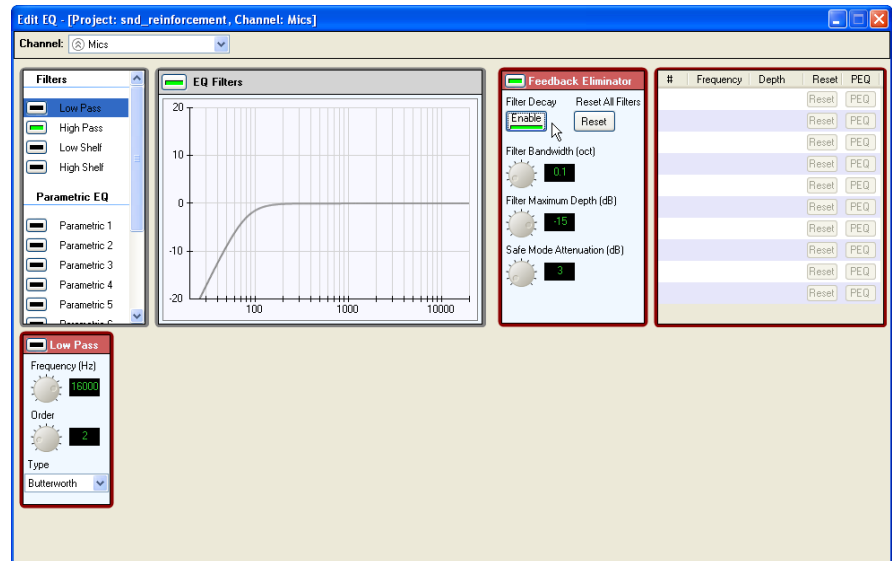 Edit EQ - [Project: snd_reinforcement, Channel: Mics]
Channel: Mics
Filters
Low Pass
High Pass
Low Shelf
High Shelf
Parametric EQ
Parametric 1
Parametric 2
Parametric 3
Parametric 4
Parametric 5
EQ Filters
20
10
0
-10
-20
100 1000 10000
Feedback Eliminator
Filter Decay Reset All Filters
Enable Reset
Filter Bandwidth (oct)
0.1
Filter Maximum Depth (dB)
-15
Safe Mode Attenuation (dB)
3
# Frequency Depth Reset PEQ
Reset PEQ
Reset PEQ
Reset PEQ
Reset PEQ
Reset PEQ
Reset PEQ
Reset PEQ
Reset PEQ
Reset PEQ
Reset PEQ
Low Pass
Frequency (Hz)
16000
Order
2
Type
Butterworth